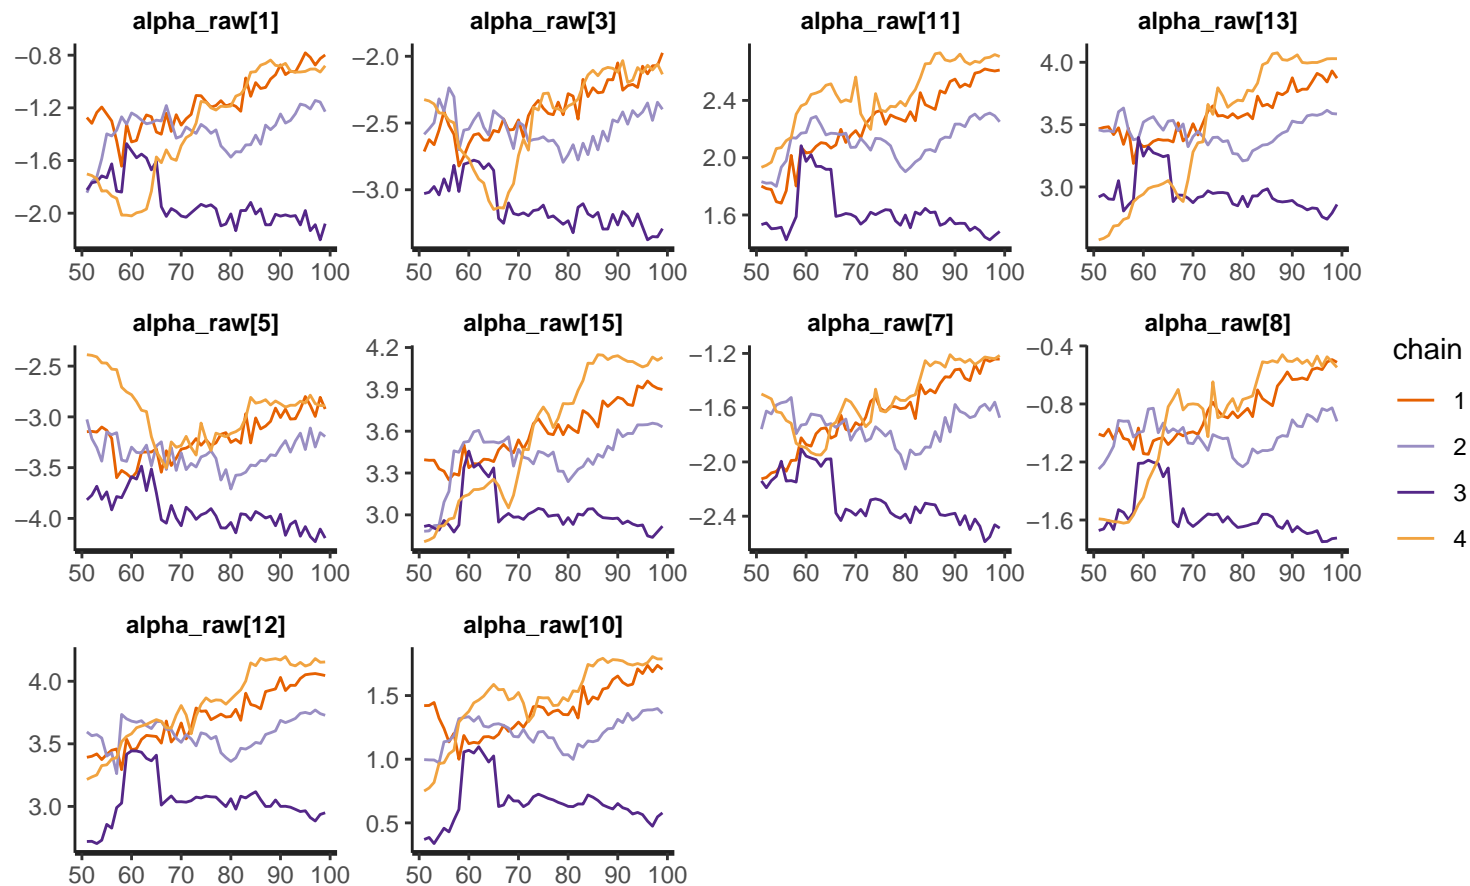 alpha_raw[1] alpha_raw[3] alpha_raw[11] alpha_raw[13]
−0.8
−1.2
−1.6
−2.0
50 60 70 80 90 100
−2.0
−2.5
−3.0
50 60 70 80 90 100
2.4
2.0
1.6
50 60 70 80 90 100
4.0
3.5
3.0
50 60 70 80 90 100
alpha_raw[5] alpha_raw[15] alpha_raw[7] alpha_raw[8]
−2.5
−3.0
−3.5
−4.0
50 60 70 80 90 100
4.2
3.9
3.6
3.3
3.0
50 60 70 80 90 100
−1.2
−1.6
−2.0
−2.4
50 60 70 80 90 100
−0.4
−0.8
−1.2
−1.6
50 60 70 80 90 100
chain
1
2
3
4
alpha_raw[12] alpha_raw[10]
4.0
3.5
3.0
50 60 70 80 90 100
1.5
1.0
0.5
50 60 70 80 90 100